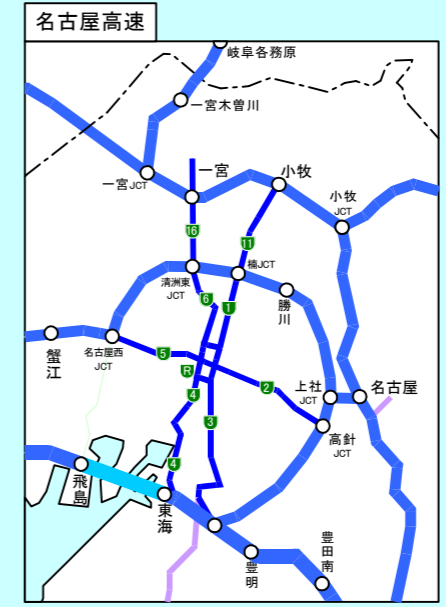 名古屋高速
岐阜各務原
一宮木曽川
一宮JCT
一宮
小牧
小牧
JCT
16
11
清洲東
JCT
楠JCT
勝川
6
1
蟹江
名古屋西
JCT
5
R
4
2
3
上社
JCT
名古屋
高針
JCT
4
飛島
東海
豊明
豊田南